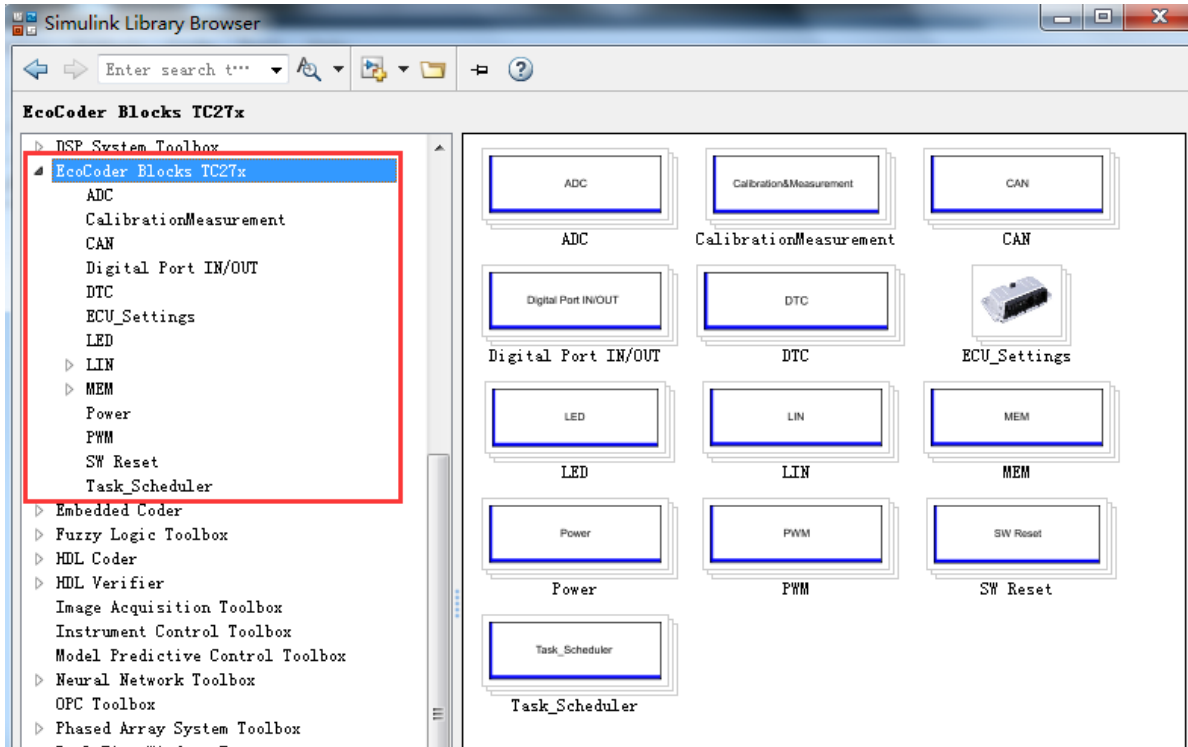 Simulink Library Browser
Enter search t…
EcoCoder Blocks TC27x
DSP System Toolbox
EcoCoder Blocks TC27x
ADC
CalibrationMeasurement
CAN
Digital Port IN/OUT
DTC
ECU_Settings
LED
LIN
MEM
Power
PWM
SW Reset
Task_Scheduler
Embedded Coder
Fuzzy Logic Toolbox
HDL Coder
HDL Verifier
Image Acquisition Toolbox
Instrument Control Toolbox
Model Predictive Control Toolbox
Neural Network Toolbox
OPC Toolbox
Phased Array System Toolbox
ADC Calibration&Measurement CAN
ADC CalibrationMeasurement CAN
Digital Port IN/OUT DTC
Digital Port IN/OUT DTC ECU_Settings
LED LIN MEM
LED LIN MEM
Power PWM SW Reset
Power PWM SW Reset
Task_Scheduler
Task_Scheduler